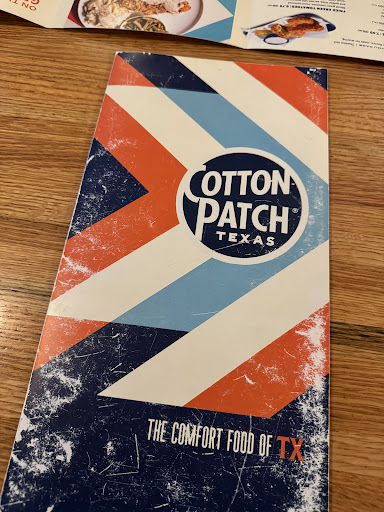 COTTON
PATCH®
TEXAS
THE COMFORT FOOD OF TX